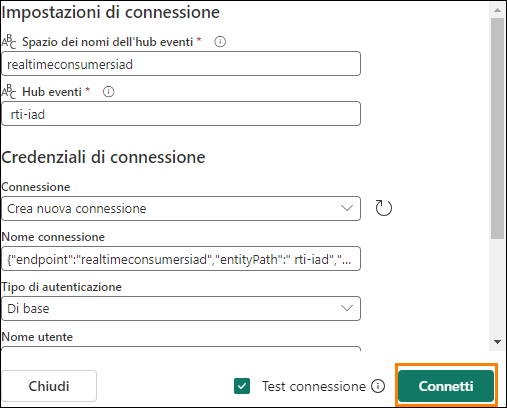 Impostazioni di connessione
ABC Spazio dei nomi dell'hub eventi *
realtimeconsumersiad
ABC Hub eventi *
rti-iad
Credenziali di connessione
Connessione
Crea nuova connessione
Nome connessione
{"endpoint":"realtimeconsumersiad","entityPath":" rti-iad","...
Tipo di autenticazione
Di base
Nome utente
Chiudi
Test connessione
Connetti